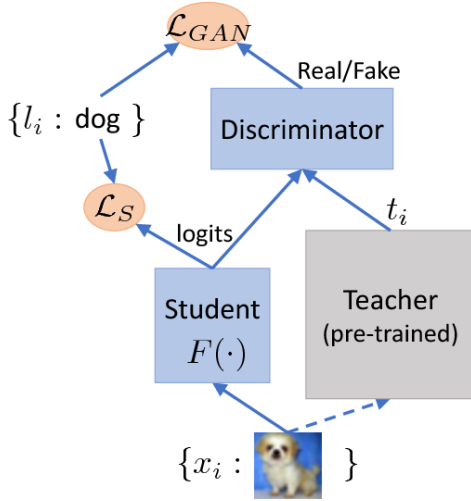 ℒ_GAN
Real/Fake
{l_i : dog }
Discriminator
ℒ_S
logits
t_i
Student
F(·)
Teacher
(pre-trained)
{x_i : }